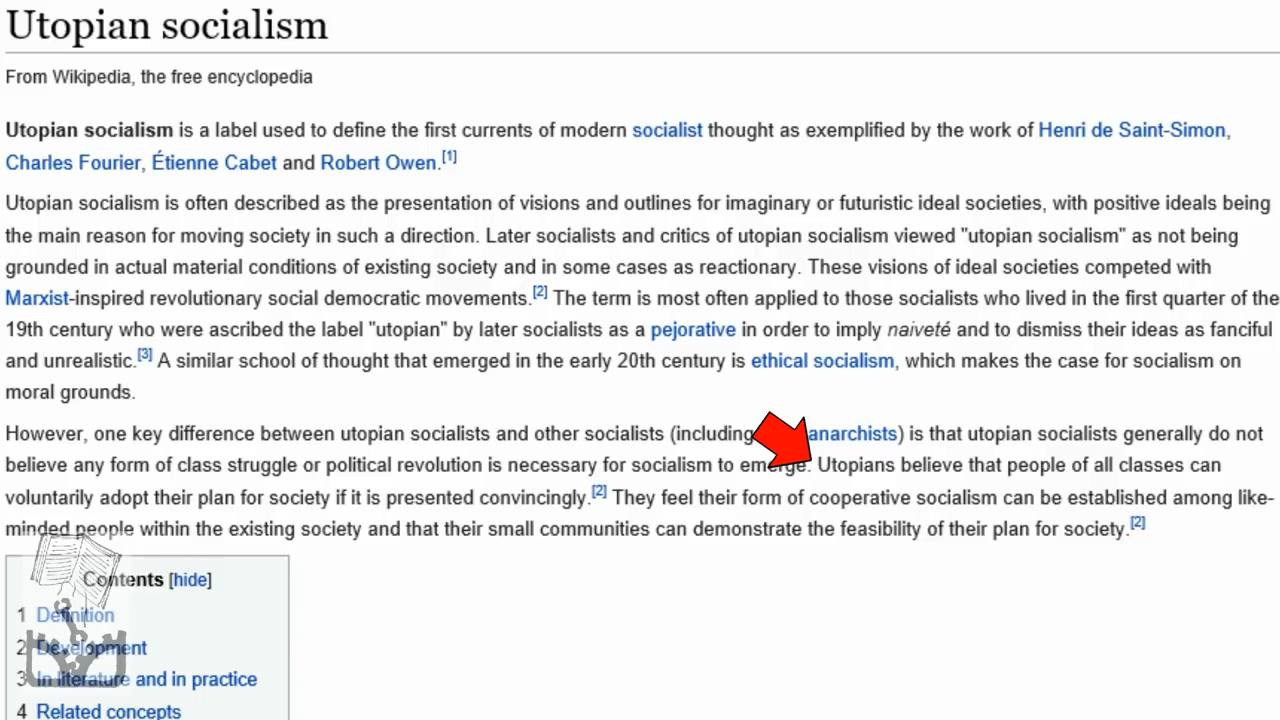 Utopian socialism
From Wikipedia, the free encyclopedia
Utopian socialism is a label used to define the first currents of modern socialist thought as exemplified by the work of Henri de Saint-Simon,
Charles Fourier, Étienne Cabet and Robert Owen.[1]
Utopian socialism is often described as the presentation of visions and outlines for imaginary or futuristic ideal societies, with positive ideals being
the main reason for moving society in such a direction. Later socialists and critics of utopian socialism viewed "utopian socialism" as not being
grounded in actual material conditions of existing society and in some cases as reactionary. These visions of ideal societies competed with
Marxist-inspired revolutionary social democratic movements.[2] The term is most often applied to those socialists who lived in the first quarter of the
19th century who were ascribed the label "utopian" by later socialists as a pejorative in order to imply naiveté and to dismiss their ideas as fanciful
and unrealistic.[3] A similar school of thought that emerged in the early 20th century is ethical socialism, which makes the case for socialism on
moral grounds.
However, one key difference between utopian socialists and other socialists (including anarchists) is that utopian socialists generally do not
believe any form of class struggle or political revolution is necessary for socialism to emerge. Utopians believe that people of all classes can
voluntarily adopt their plan for society if it is presented convincingly.[2] They feel their form of cooperative socialism can be established among like-
minded people within the existing society and that their small communities can demonstrate the feasibility of their plan for society.[2]
Contents [hide]
1 Definition
2 Development
3 In literature and in practice
4 Related concepts